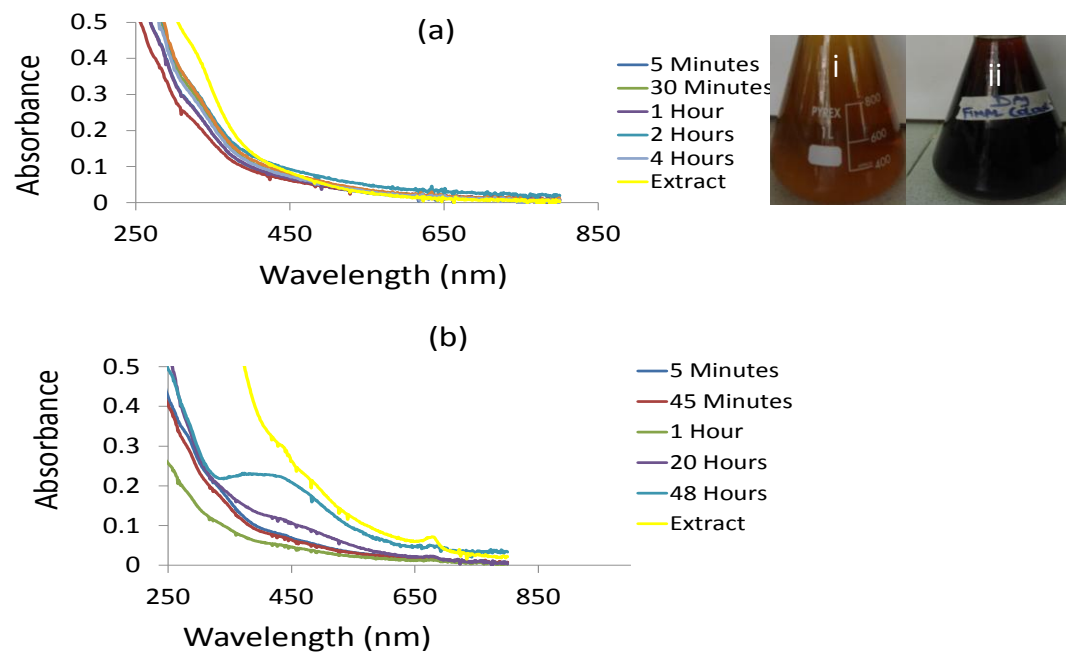 (a)
0.5
0.4
0.3
0.2
0.1
0
Absorbance
250
450
650
850
Wavelength (nm)
5 Minutes
30 Minutes
1 Hour
2 Hours
4 Hours
Extract
i
PYREX
1L
800
600
400
ii
FINAL
(b)
0.5
0.4
0.3
0.2
0.1
0
Absorbance
250
450
650
850
Wavelength (nm)
5 Minutes
45 Minutes
1 Hour
20 Hours
48 Hours
Extract